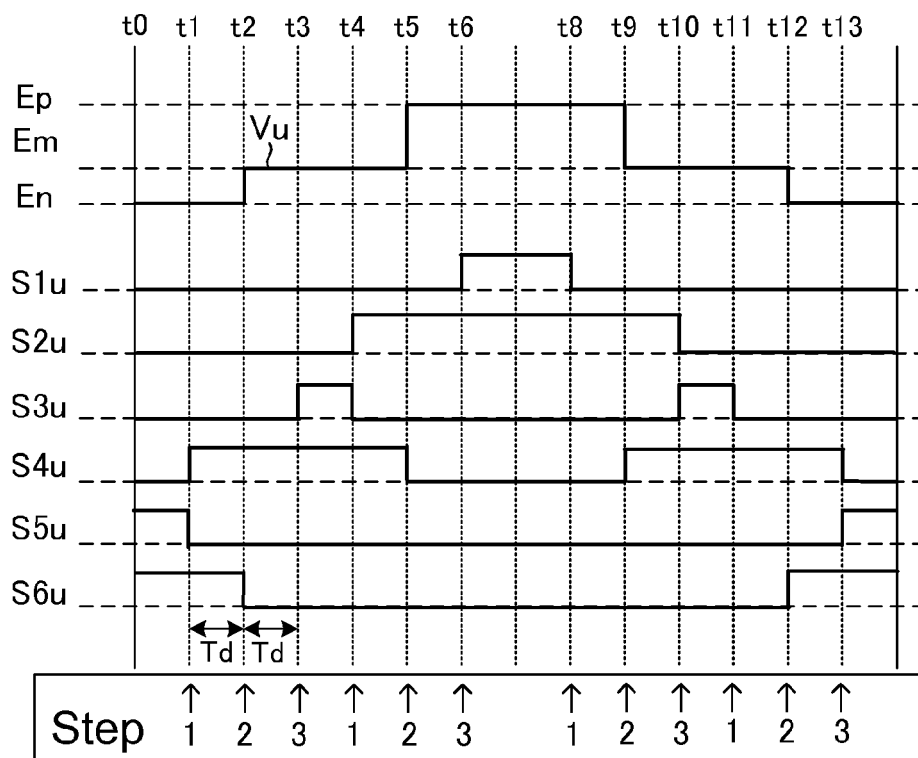 t0 t1 t2 t3 t4 t5 t6 t8 t9 t10 t11 t12 t13
Ep
Vu
Em
En
S1u
S2u
S3u
S4u
S5u
S6u
Td Td
Step 1 2 3 1 2 3 1 2 3 1 2 3